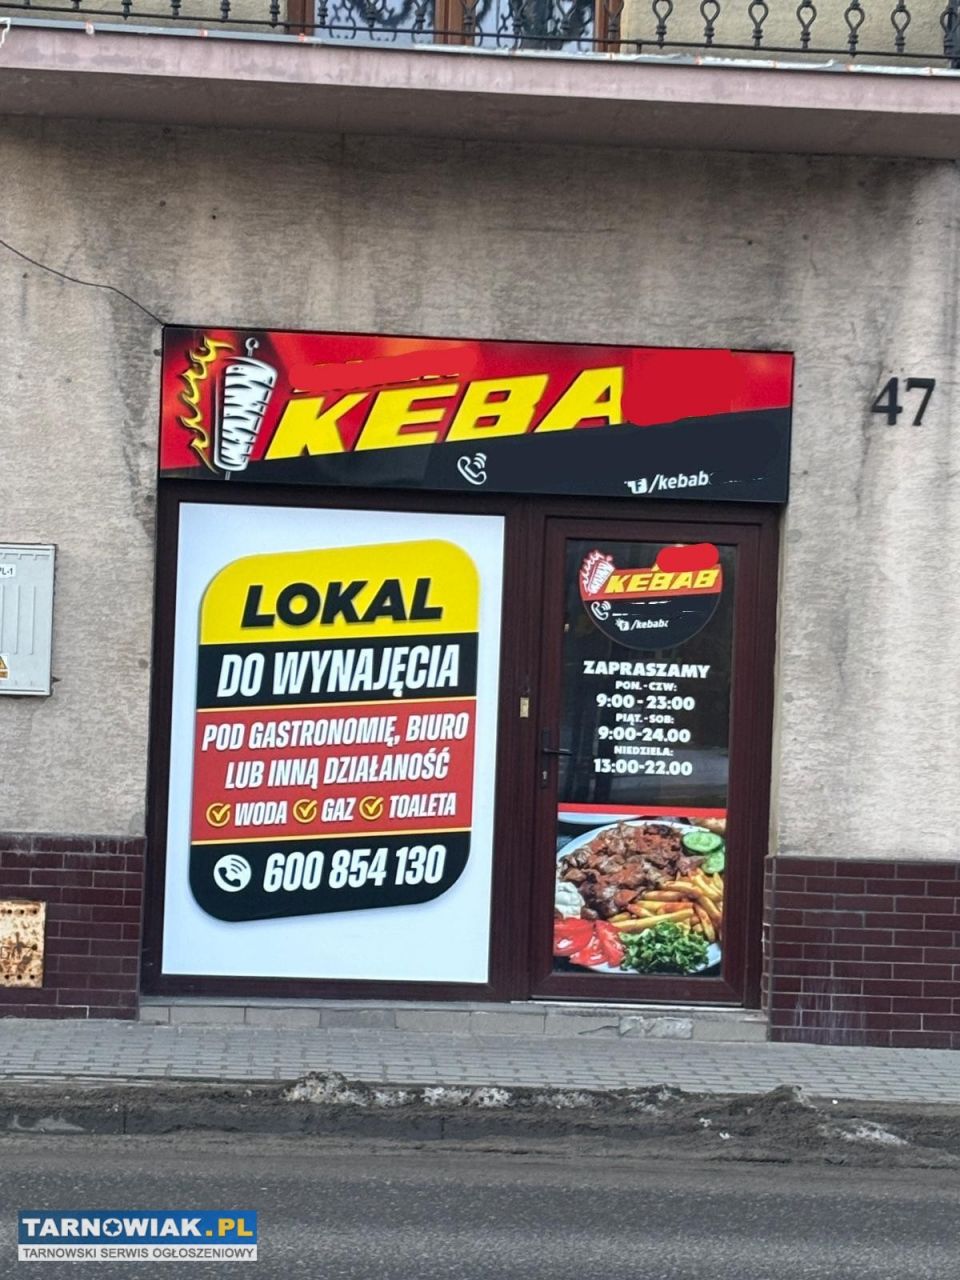 KEBA
/kebab
47
LOKAL
DO WYNAJĘCIA
POD GASTRONOMIĘ, BIURO
LUB INNĄ DZIAŁANOŚĆ
WODA GAZ TOALETA
600 854 130
KEBAB
/kebab
ZAPRASZAMY
PON.-CZW:
9:00-23:00
PIĄT.-SOB:
9:00-24.00
NIEDZIELA:
13:00-22.00
TARNOWIAK.PL
TARNOWSKI SERWIS OGŁOSZENIOWY